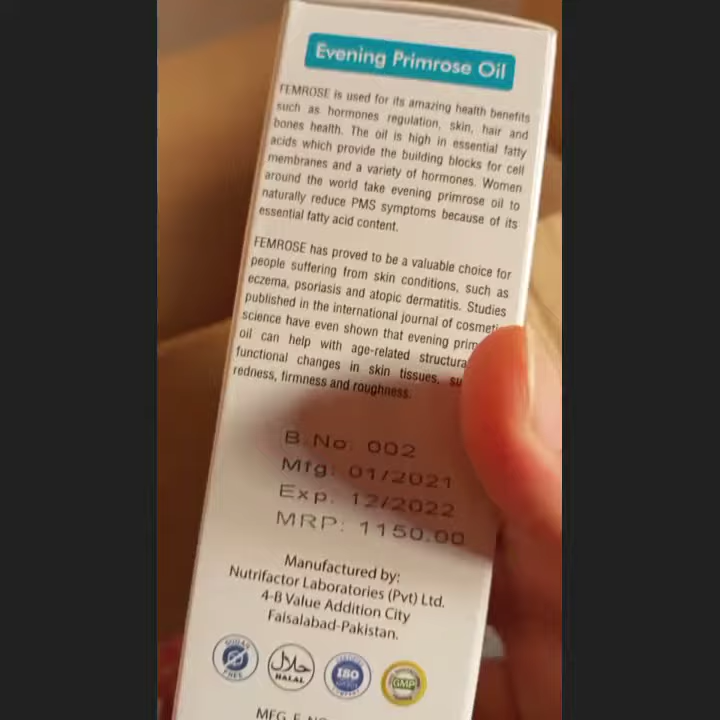 Evening Primrose Oil
FEMROSE is used for its amazing health benefits
such as hormones regulation, skin, hair and
bones health. The oil is high in essential fatty
acids which provide the building blocks for cell
membranes and a variety of hormones. Women
around the world take evening primrose oil to
naturally reduce PMS symptoms because of its
essential fatty acid content.
FEMROSE has proved to be a valuable choice for
people suffering from skin conditions, such as
eczema, psoriasis and atopic dermatitis. Studies
published in the international journal of cosmetic
science have even shown that evening
oil can help with age-related
functional changes in skin tissues,
redness, firmness and roughness.
B.No: 002
Mfg: 01/2021
Exp: 12/2022
MRP: 1150.00
Manufactured by:
Nutrifactor Laboratories (Pvt) Ltd.
4-B Value Addition City
Faisalabad-Pakistan.
SUGAR FREE
حلال
HALAL
ISO
GMP